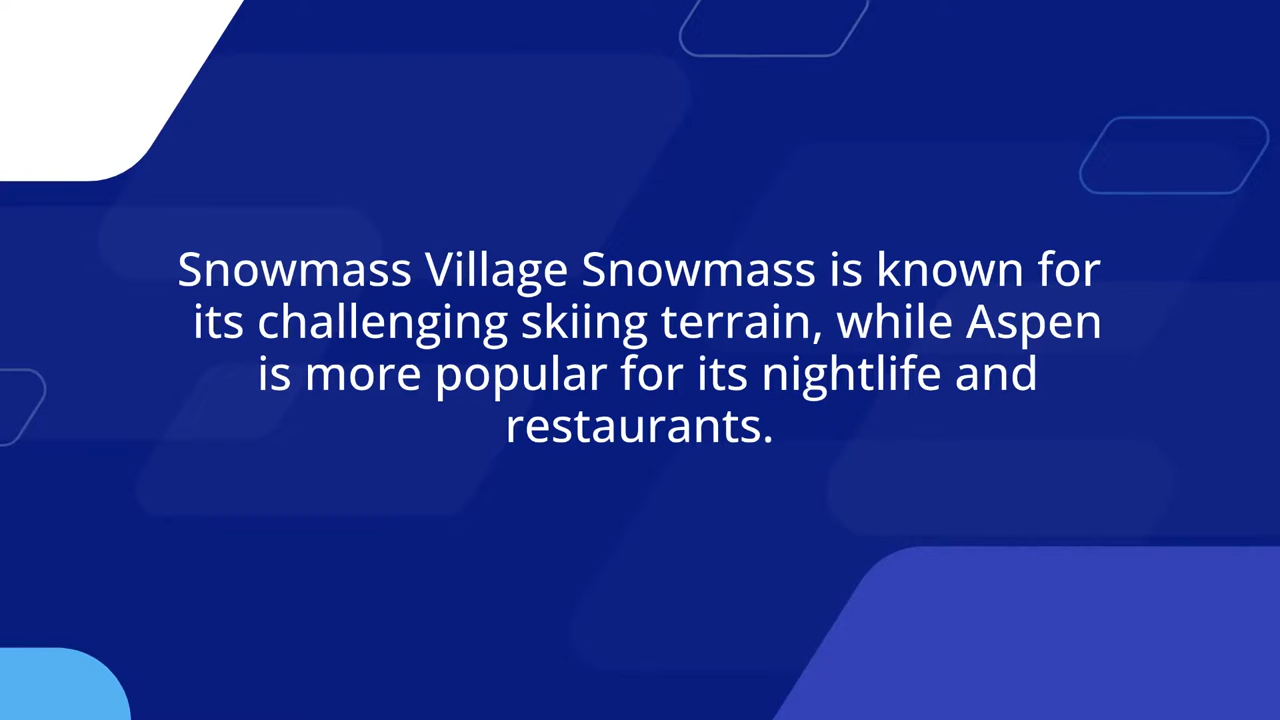 Snowmass Village Snowmass is known for
its challenging skiing terrain, while Aspen
is more popular for its nightlife and
restaurants.